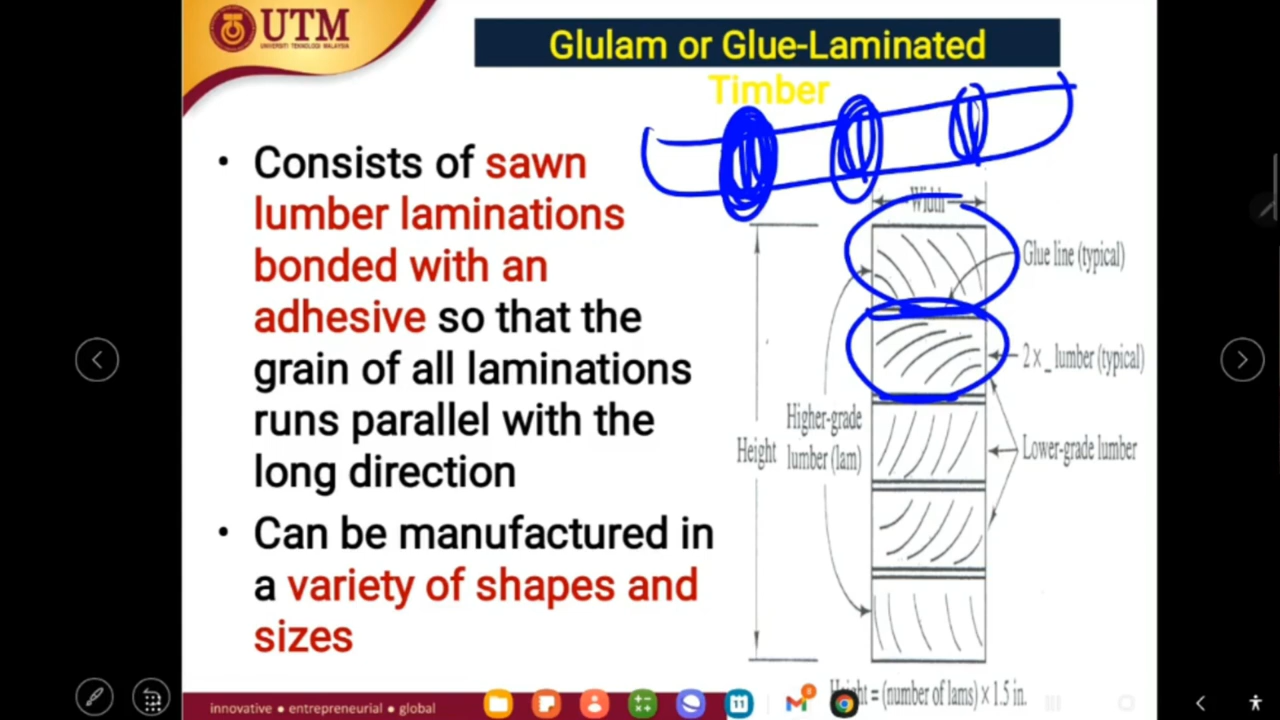 UTM
UNIVERSITI TEKNOLOGI MALAYSIA
Glulam or Glue-Laminated
Timber
• Consists of sawn
lumber laminations
bonded with an
adhesive so that the
grain of all laminations
runs parallel with the
long direction
• Can be manufactured in
a variety of shapes and
sizes
Width
Glue line (typical)
2 × _ lumber (typical)
Higher-grade
lumber (lam)
Height
Lower-grade lumber
Height = (number of lams) × 1.5 in.
innovative ● entrepreneurial ● global
11